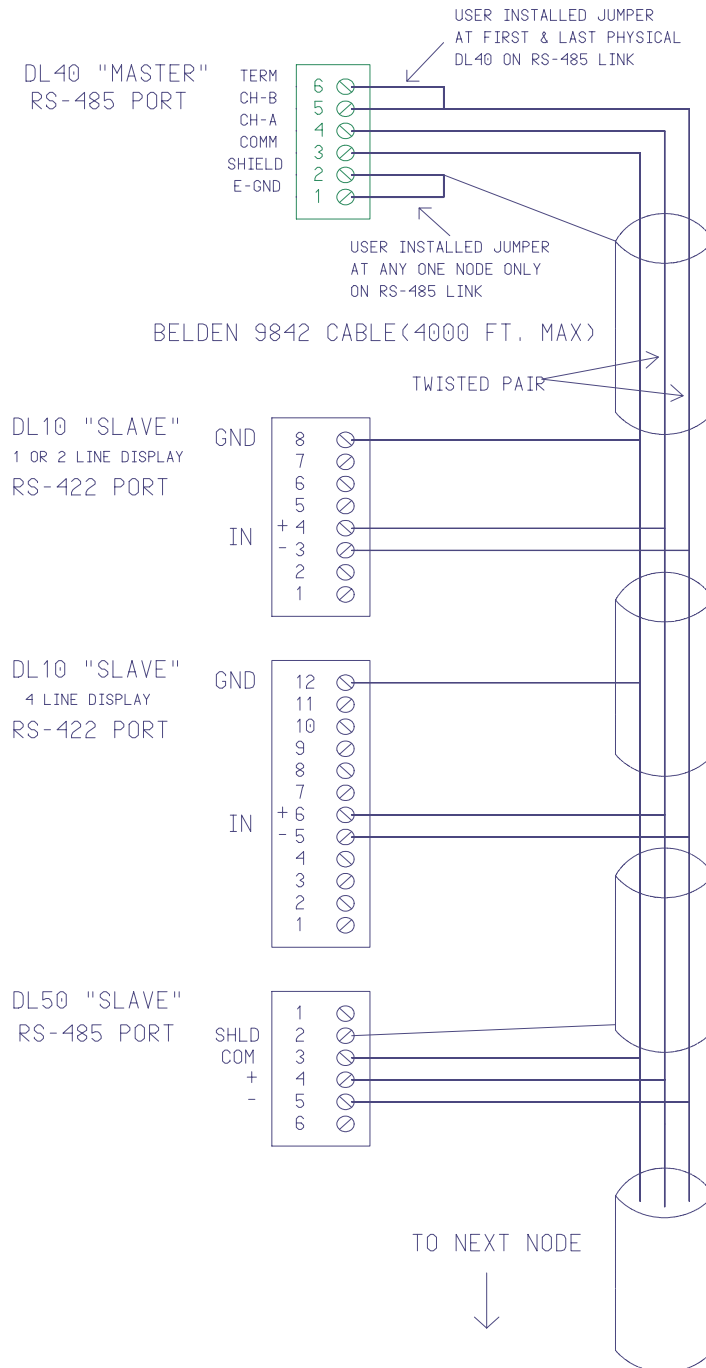 USER INSTALLED JUMPER
AT FIRST & LAST PHYSICAL
DL40 ON RS-485 LINK
DL40 "MASTER"
RS-485 PORT
TERM
CH-B
CH-A
COMM
SHIELD
E-GND
6
5
4
3
2
1
USER INSTALLED JUMPER
AT ANY ONE NODE ONLY
ON RS-485 LINK
BELDEN 9842 CABLE(4000 FT. MAX)
TWISTED PAIR
DL10 "SLAVE"
1 OR 2 LINE DISPLAY
RS-422 PORT
GND 8
7
6
5
IN + 4
- 3
2
1
DL10 "SLAVE"
4 LINE DISPLAY
RS-422 PORT
GND 12
11
10
9
8
7
IN + 6
- 5
4
3
2
1
DL50 "SLAVE"
RS-485 PORT
1
SHLD 2
COM 3
+ 4
- 5
6
TO NEXT NODE